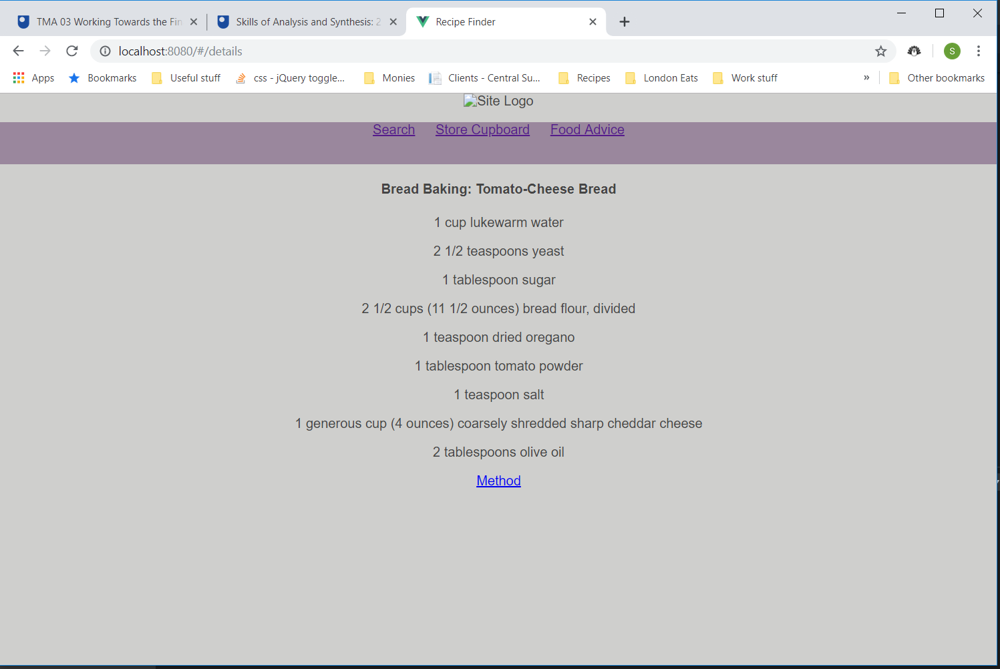 TMA 03 Working Towards the Fin
Skills of Analysis and Synthesis: 2
Recipe Finder
localhost:8080/#/details
S
Apps
Bookmarks
Useful stuff
css - jQuery toggle...
Monies
Clients - Central Su...
Recipes
London Eats
Work stuff
»
Other bookmarks
Site Logo
Search Store Cupboard Food Advice
Bread Baking: Tomato-Cheese Bread
1 cup lukewarm water
2 1/2 teaspoons yeast
1 tablespoon sugar
2 1/2 cups (11 1/2 ounces) bread flour, divided
1 teaspoon dried oregano
1 tablespoon tomato powder
1 teaspoon salt
1 generous cup (4 ounces) coarsely shredded sharp cheddar cheese
2 tablespoons olive oil
Method